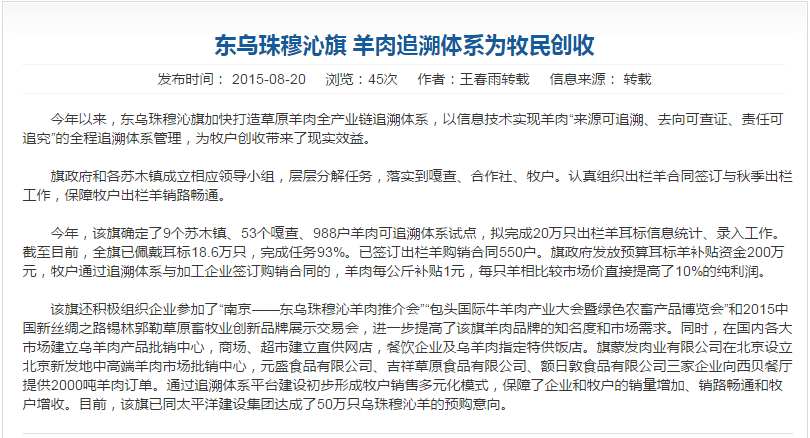 东乌珠穆沁旗 羊肉追溯体系为牧民创收
发布时间： 2015-08-20 浏览：45次 作者：王春雨转载 信息来源： 转载
今年以来，东乌珠穆沁旗加快打造草原羊肉全产业链追溯体系，以信息技术实现羊肉“来源可追溯、去向可查证、责任可
追究”的全程追溯体系管理，为牧户创收带来了现实效益。
旗政府和各苏木镇成立相应领导小组，层层分解任务，落实到嘎查、合作社、牧户。认真组织出栏羊合同签订与秋季出栏
工作，保障牧户出栏羊销路畅通。
今年，该旗确定了9个苏木镇、53个嘎查、988户羊肉可追溯体系试点，拟完成20万只出栏羊耳标信息统计、录入工作。
截至目前，全旗已佩戴耳标18.6万只，完成任务93%。已签订出栏羊购销合同550户。旗政府发放预算耳标羊补贴资金200万
元，牧户通过追溯体系与加工企业签订购销合同的，羊肉每公斤补贴1元，每只羊相比较市场价直接提高了10%的纯利润。
该旗还积极组织企业参加了“南京——东乌珠穆沁羊肉推介会”“包头国际牛羊肉产业大会暨绿色农畜产品博览会”和2015中
国新丝绸之路锡林郭勒草原畜牧业创新品牌展示交易会，进一步提高了该旗羊肉品牌的知名度和市场需求。同时，在国内各大
市场建立乌羊肉产品批销中心，商场、超市建立直供网店，餐饮企业及乌羊肉指定特供饭店。旗蒙发肉业有限公司在北京设立
北京新发地中高端羊肉市场批销中心，元盛食品有限公司、吉祥草原食品有限公司、额日敦食品有限公司三家企业向西贝餐厅
提供2000吨羊肉订单。通过追溯体系平台建设初步形成牧户销售多元化模式，保障了企业和牧户的销量增加、销路畅通和牧
户增收。目前，该旗已同太平洋建设集团达成了50万只乌珠穆沁羊的预购意向。